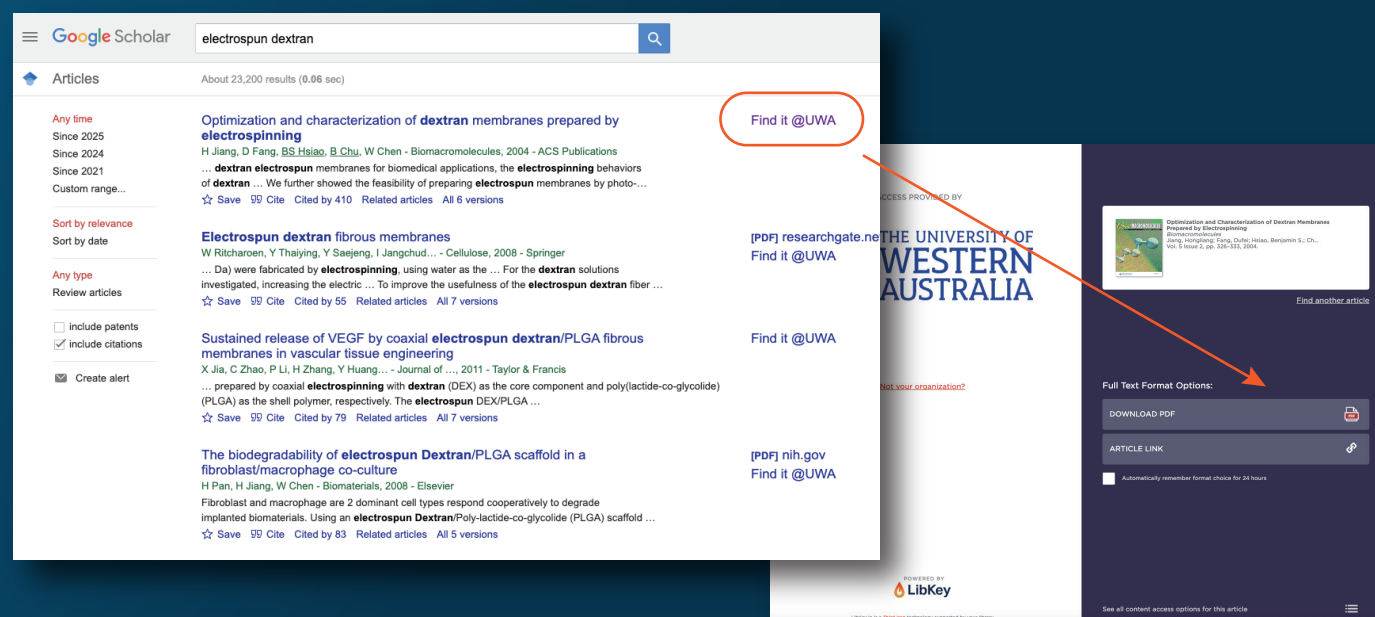 Google Scholar
electrospun dextran
Articles
About 23,200 results (0.06 sec)
Any time
Since 2025
Since 2024
Since 2021
Custom range...
Sort by relevance
Sort by date
Any type
Review articles
include patents
include citations
Create alert
Optimization and characterization of dextran membranes prepared by
electrospinning
H Jiang, D Fang, BS Hsiao, B Chu, W Chen - Biomacromolecules, 2004 - ACS Publications
... dextran electrospun membranes for biomedical applications, the electrospinning behaviors
of dextran ... We further showed the feasibility of preparing electrospun membranes by photo-...
Save Cite Cited by 410 Related articles All 6 versions
Find it @UWA
Electrospun dextran fibrous membranes
W Ritcharoen, Y Thaiying, Y Saejeng, I Jangchud... - Cellulose, 2008 - Springer
... Da) were fabricated by electrospinning, using water as the ... For the dextran solutions
investigated, increasing the electric ... To improve the usefulness of the electrospun dextran fiber ...
Save Cite Cited by 55 Related articles All 7 versions
[PDF] researchgate.ne
Find it @UWA
Sustained release of VEGF by coaxial electrospun dextran/PLGA fibrous
membranes in vascular tissue engineering
X Jia, C Zhao, P Li, H Zhang, Y Huang... - Journal of ..., 2011 - Taylor & Francis
... prepared by coaxial electrospinning with dextran (DEX) as the core component and poly(lactide-co-glycolide)
(PLGA) as the shell polymer, respectively. The electrospun DEX/PLGA ...
Save Cite Cited by 79 Related articles All 7 versions
Find it @UWA
The biodegradability of electrospun Dextran/PLGA scaffold in a
fibroblast/macrophage co-culture
H Pan, H Jiang, W Chen - Biomaterials, 2008 - Elsevier
Fibroblast and macrophage are 2 dominant cell types respond cooperatively to degrade
implanted biomaterials. Using an electrospun Dextran/Poly-lactide-co-glycolide (PLGA) scaffold ...
Save Cite Cited by 83 Related articles All 5 versions
[PDF] nih.gov
Find it @UWA
CCESS PROVIDED BY
THE UNIVERSITY OF
WESTERN
AUSTRALIA
Not your organization?
POWERED BY
LibKey
Optimization and Characterization of Dextran Membranes
Prepared by Electrospinning
Biomacromolecules
Jiang, Hongliang; Fang, Dufei; Hsiao, Benjamin S.; Ch...
Vol. 5 Issue 2, pp. 326-333, 2004.
Find another article
Full Text Format Options:
DOWNLOAD PDF
ARTICLE LINK
Automatically remember format choice for 24 hours
See all content access options for this article